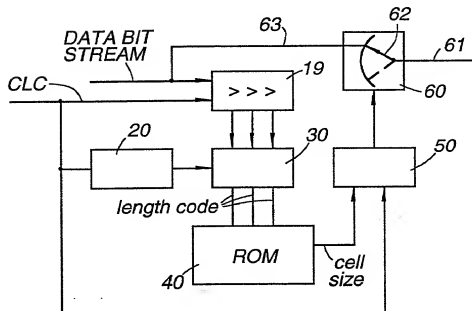 63
62
61
DATA BIT
STREAM
19
60
CLC
> > >
20
30
50
length code
ROM
40
cell
size